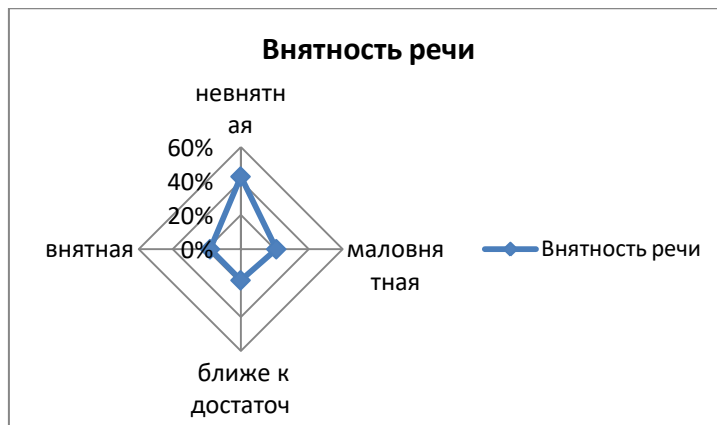 Внятность речи
невнятн
ая
60%
40%
20%
0%
внятная
маловня
тная
Внятность речи
ближе к
достаточ